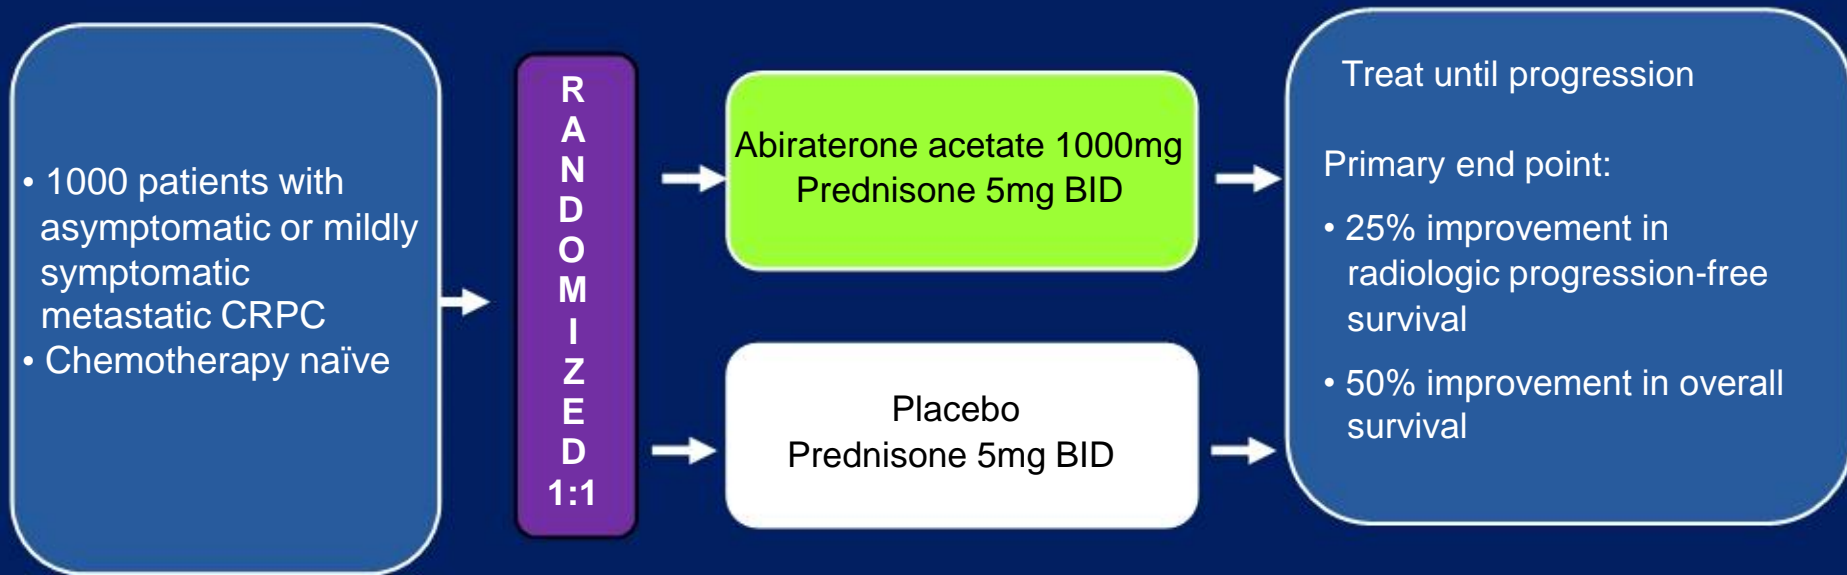 • 1000 patients with
asymptomatic or mildly
symptomatic
metastatic CRPC
• Chemotherapy naïve
R
A
N
D
O
M
I
Z
E
D
1:1
Abiraterone acetate 1000mg
Prednisone 5mg BID
Placebo
Prednisone 5mg BID
Treat until progression
Primary end point:
• 25% improvement in
radiologic progression-free
survival
• 50% improvement in overall
survival